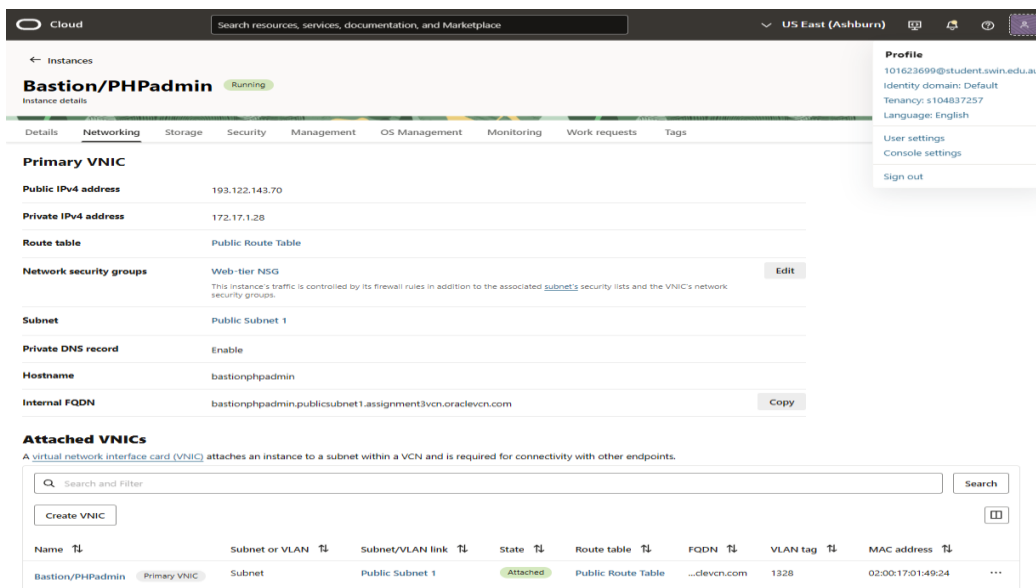 Cloud
Search resources, services, documentation, and Marketplace
US East (Ashburn)
Profile
101623699@student.swin.edu.au
Identity domain: Default
Tenancy: s104837257
Language: English
User settings
Console settings
Sign out
← Instances
Bastion/PHPadmin Running
Instance details
Details Networking Storage Security Management OS Management Monitoring Work requests Tags
Primary VNIC
Public IPv4 address 193.122.143.70
Private IPv4 address 172.17.1.28
Route table Public Route Table
Network security groups Web-tier NSG Edit
This instance's traffic is controlled by its firewall rules in addition to the associated subnet's security lists and the VNIC's network
security groups.
Subnet Public Subnet 1
Private DNS record Enable
Hostname bastionphpadmin
Internal FQDN bastionphpadmin.publicsubnet1.assignment3vcn.oraclevcn.com Copy
Attached VNICs
A virtual network interface card (VNIC) attaches an instance to a subnet within a VCN and is required for connectivity with other endpoints.
Search and Filter Search
Create VNIC
Name Subnet or VLAN Subnet/VLAN link State Route table FQDN VLAN tag MAC address
Bastion/PHPadmin Primary VNIC Subnet Public Subnet 1 Attached Public Route Table ...clevcn.com 1328 02:00:17:01:49:24 ...